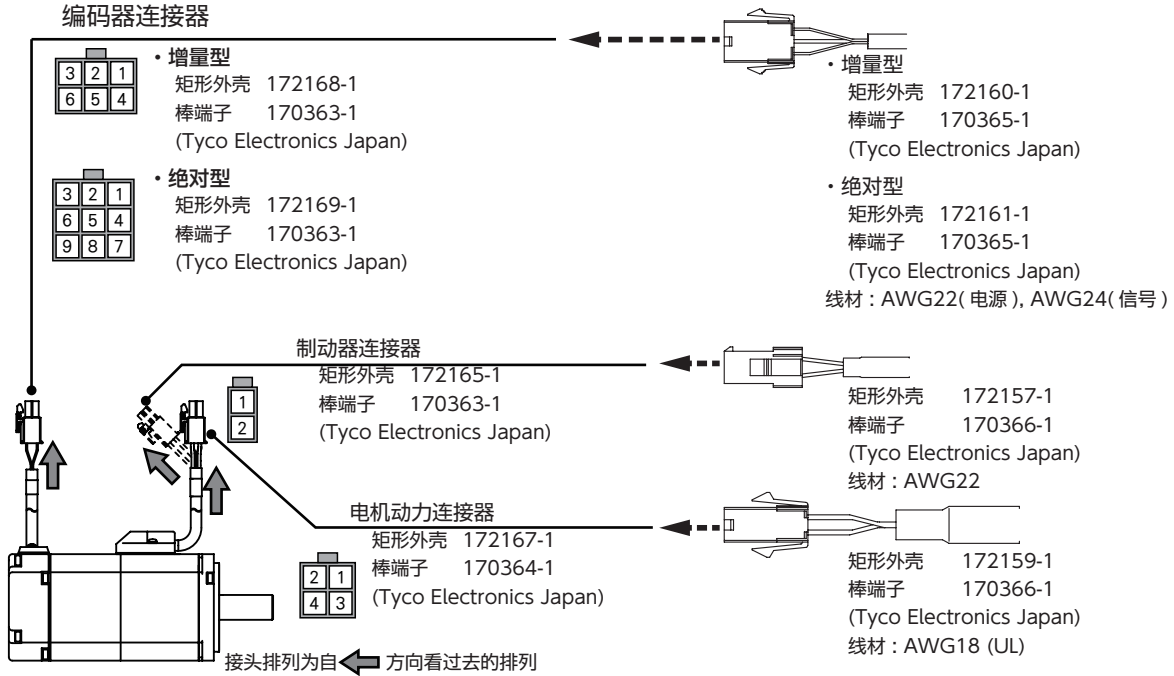 编码器连接器
3 2 1
6 5 4
・增量型
矩形外壳 172168-1
棒端子 170363-1
(Tyco Electronics Japan)
3 2 1
6 5 4
9 8 7
・绝对型
矩形外壳 172169-1
棒端子 170363-1
(Tyco Electronics Japan)
・增量型
矩形外壳 172160-1
棒端子 170365-1
(Tyco Electronics Japan)
・绝对型
矩形外壳 172161-1
棒端子 170365-1
(Tyco Electronics Japan)
线材 : AWG22( 电源 ), AWG24( 信号 )
制动器连接器
1
2
矩形外壳 172165-1
棒端子 170363-1
(Tyco Electronics Japan)
矩形外壳 172157-1
棒端子 170366-1
(Tyco Electronics Japan)
线材 : AWG22
电机动力连接器
2 1
4 3
矩形外壳 172167-1
棒端子 170364-1
(Tyco Electronics Japan)
矩形外壳 172159-1
棒端子 170366-1
(Tyco Electronics Japan)
线材 : AWG18 (UL)
接头排列为自 方向看过去的排列